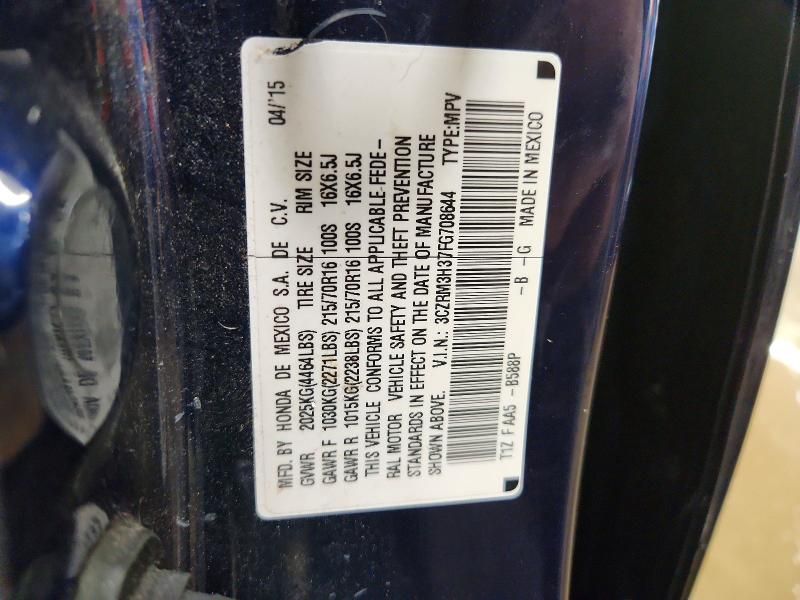 MFD. BY HONDA DE MEXICO S.A. DE C.V. 04/'15
GVWR 2025KG(4464LBS) TIRE SIZE RIM SIZE
GAWR F 1030KG(2271LBS) 215/70R16 100S 16X6.5J
GAWR R 1015KG(2238LBS) 215/70R16 100S 16X6.5J
THIS VEHICLE CONFORMS TO ALL APPLICABLE FEDE-
RAL MOTOR VEHICLE SAFETY AND THEFT PREVENTION
STANDARDS IN EFFECT ON THE DATE OF MANUFACTURE
SHOWN ABOVE. V.I.N.: 3CZRM3H37FG708644 TYPE:MPV
T1Z F AA5 -B588P -B -G MADE IN MEXICO